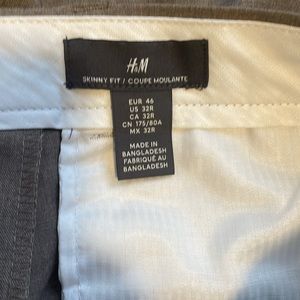 H&M
SKINNY FIT / COUPE MOULANTE
EUR 46
US 32R
CA 32R
CN 175/80A
MX 32R
MADE IN
BANGLADESH
FABRIQUÉ AU
BANGLADESH